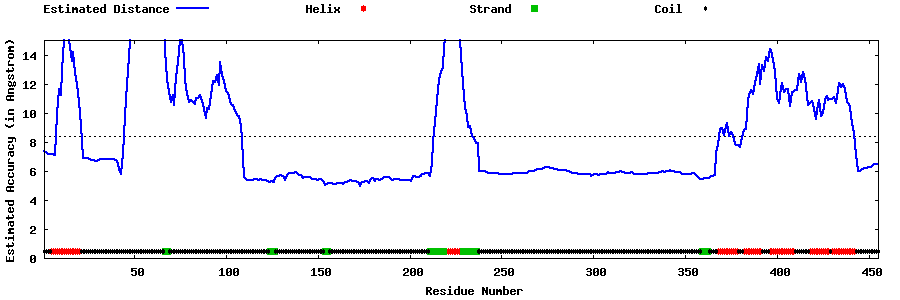 Estimated Distance Helix Strand Coil
Estimated Accuracy (in Angstrom)
14
12
10
8
6
4
2
0
50 100 150 200 250 300 350 400 450
Residue Number